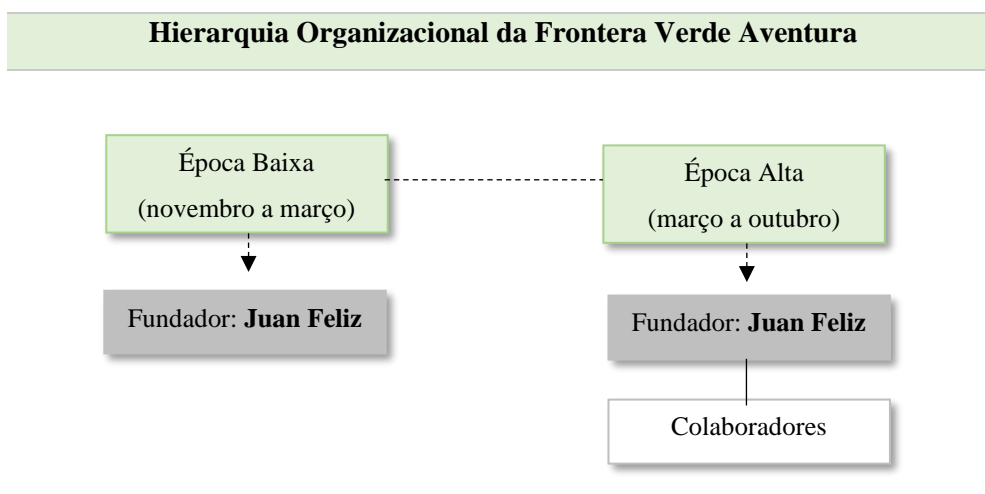 Hierarquia Organizacional da Frontera Verde Aventura
Época Baixa
(novembro a março)
Época Alta
(março a outubro)
Fundador: Juan Feliz
Fundador: Juan Feliz
Colaboradores